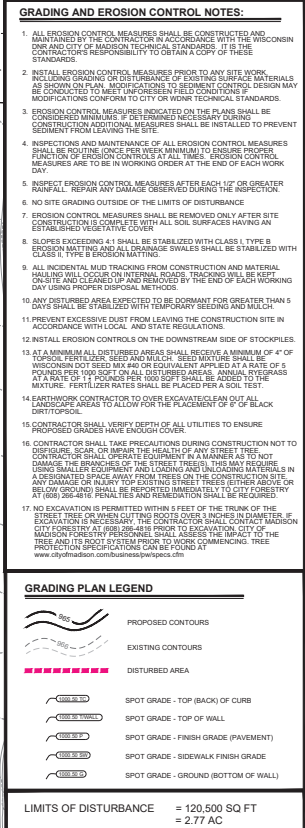 GRADING AND EROSION CONTROL NOTES:
1. ALL EROSION CONTROL MEASURES SHALL BE CONSTRUCTED AND
MAINTAINED BY THE CONTRACTOR IN ACCORDANCE WITH THE WISCONSIN
DNR AND CITY OF MADISON TECHNICAL STANDARDS. IT IS THE
CONTRACTORS RESPONSIBILITY TO OBTAIN A COPY OF THESE
STANDARDS.
2. INSTALL EROSION CONTROL MEASURES PRIOR TO ANY SITE WORK,
INCLUDING GRADING OR DISTURBANCE OF EXISTING SURFACE MATERIALS
AS SHOWN ON PLAN. MODIFICATIONS TO SEDIMENT CONTROL DESIGN MAY
BE CONDUCTED TO MEET UNFORESEEN FIELD CONDITIONS IF
MODIFICATIONS CONFORM TO CITY OR WDNR TECHNICAL STANDARDS.
3. EROSION CONTROL MEASURES INDICATED ON THE PLANS SHALL BE
CONSIDERED MINIMUMS. IF DETERMINED NECESSARY DURING
CONSTRUCTION ADDITIONAL MEASURES SHALL BE INSTALLED TO PREVENT
SEDIMENT FROM LEAVING THE SITE.
4. INSPECTIONS AND MAINTENANCE OF ALL EROSION CONTROL MEASURES
SHALL BE ROUTINE (ONCE PER WEEK MINIMUM) TO ENSURE PROPER
FUNCTION OF EROSION CONTROLS AT ALL TIMES. EROSION CONTROL
MEASURES ARE TO BE IN WORKING ORDER AT THE END OF EACH WORK
DAY.
5. INSPECT EROSION CONTROL MEASURES AFTER EACH 1/2" OR GREATER
RAINFALL. REPAIR ANY DAMAGE OBSERVED DURING THE INSPECTION.
6. NO SITE GRADING OUTSIDE OF THE LIMITS OF DISTURBANCE
7. EROSION CONTROL MEASURES SHALL BE REMOVED ONLY AFTER SITE
CONSTRUCTION IS COMPLETE WITH ALL SOIL SURFACES HAVING AN
ESTABLISHED VEGETATIVE COVER
8. SLOPES EXCEEDING 4:1 SHALL BE STABILIZED WITH CLASS I, TYPE B
EROSION MATTING AND ALL DRAINAGE SWALES SHALL BE STABILIZED WITH
CLASS II, TYPE B EROSION MATTING.
9. ALL INCIDENTAL MUD TRACKING FROM CONSTRUCTION AND MATERIAL
HAULING WILL OCCUR ON INTERNAL ROADS. TRACKING WILL BE KEPT
ON-SITE AND CLEANED UP AND REMOVED BY THE END OF EACH WORKING
DAY USING PROPER DISPOSAL METHODS.
10. ANY DISTURBED AREA EXPECTED TO BE DORMANT FOR GREATER THAN 5
DAYS SHALL BE STABILIZED WITH TEMPORARY SEEDING AND MULCH.
11. PREVENT EXCESSIVE DUST FROM LEAVING THE CONSTRUCTION SITE IN
ACCORDANCE WITH LOCAL AND STATE REGULATIONS.
12. INSTALL EROSION CONTROLS ON THE DOWNSTREAM SIDE OF STOCKPILES.
13. AT A MINIMUM ALL DISTURBED AREAS SHALL RECEIVE A MINIMUM OF 4" OF
TOPSOIL FERTILIZER, SEED AND MULCH. SEED MIXTURE SHALL BE
WISCONSIN DOT SEED MIX #40 OR EQUIVALENT APPLIED AT A RATE OF 5
POUNDS PER 1000 SQFT ON ALL DISTURBED AREAS. ANNUAL RYEGRASS
AT A RATE OF 1 1/2 POUNDS PER 1000 SQFT SHALL BE ADDED TO THE
MIXTURE. FERTILIZER RATES SHALL BE PLACED PER A SOIL TEST.
14. EARTHWORK CONTRACTOR TO OVER EXCAVATE/CLEAN OUT ALL
LANDSCAPE AREAS TO ALLOW FOR THE PLACEMENT OF 6" OF BLACK
DIRT/TOPSOIL.
15. CONTRACTOR SHALL VERIFY DEPTH OF ALL UTILITIES TO ENSURE
PROPOSED GRADES HAVE ENOUGH COVER.
16. CONTRACTOR SHALL TAKE PRECAUTIONS DURING CONSTRUCTION NOT TO
DISFIGURE, SCAR, OR IMPAIR THE HEALTH OF ANY STREET TREE.
CONTRACTOR SHALL OPERATE EQUIPMENT IN A MANNER AS TO NOT
DAMAGE THE BRANCHES OF THE STREET TREE(S). THIS MAY REQUIRE
USING SMALLER EQUIPMENT AND LOADING AND UNLOADING MATERIALS IN
A DESIGNATED SPACE AWAY FROM TREES ON THE CONSTRUCTION SITE.
ANY DAMAGE OR INJURY TOP EXISTING STREET TREES (EITHER ABOVE OR
BELOW GROUND) SHALL BE REPORTED IMMEDIATELY TO CITY FORESTRY
AT (608) 266-4816. PENALTIES AND REMEDIATION SHALL BE REQUIRED.
17. NO EXCAVATION IS PERMITTED WITHIN 5 FEET OF THE TRUNK OF THE
STREET TREE OR WHEN CUTTING ROOTS OVER 3 INCHES IN DIAMETER. IF
EXCAVATION IS NECESSARY, THE CONTRACTOR SHALL CONTACT MADISON
CITY FORESTRY AT (608) 266-4816 PRIOR TO EXCAVATION. CITY OF
MADISON FORESTRY PERSONNEL SHALL ASSESS THE IMPACT TO THE
TREE AND ITS ROOT SYSTEM PRIOR TO WORK COMMENCING. TREE
PROTECTION SPECIFICATIONS CAN BE FOUND AT
www.cityofmadison.com/business/pw/specs.cfm
GRADING PLAN LEGEND
965 PROPOSED CONTOURS
966 EXISTING CONTOURS
DISTURBED AREA
1000.50 TC SPOT GRADE - TOP (BACK) OF CURB
1000.50 T/WALL SPOT GRADE - TOP OF WALL
1000.50 P SPOT GRADE - FINISH GRADE (PAVEMENT)
1000.50 SW SPOT GRADE - SIDEWALK FINISH GRADE
1000.50 G SPOT GRADE - GROUND (BOTTOM OF WALL)
LIMITS OF DISTURBANCE = 120,500 SQ FT
= 2.77 AC